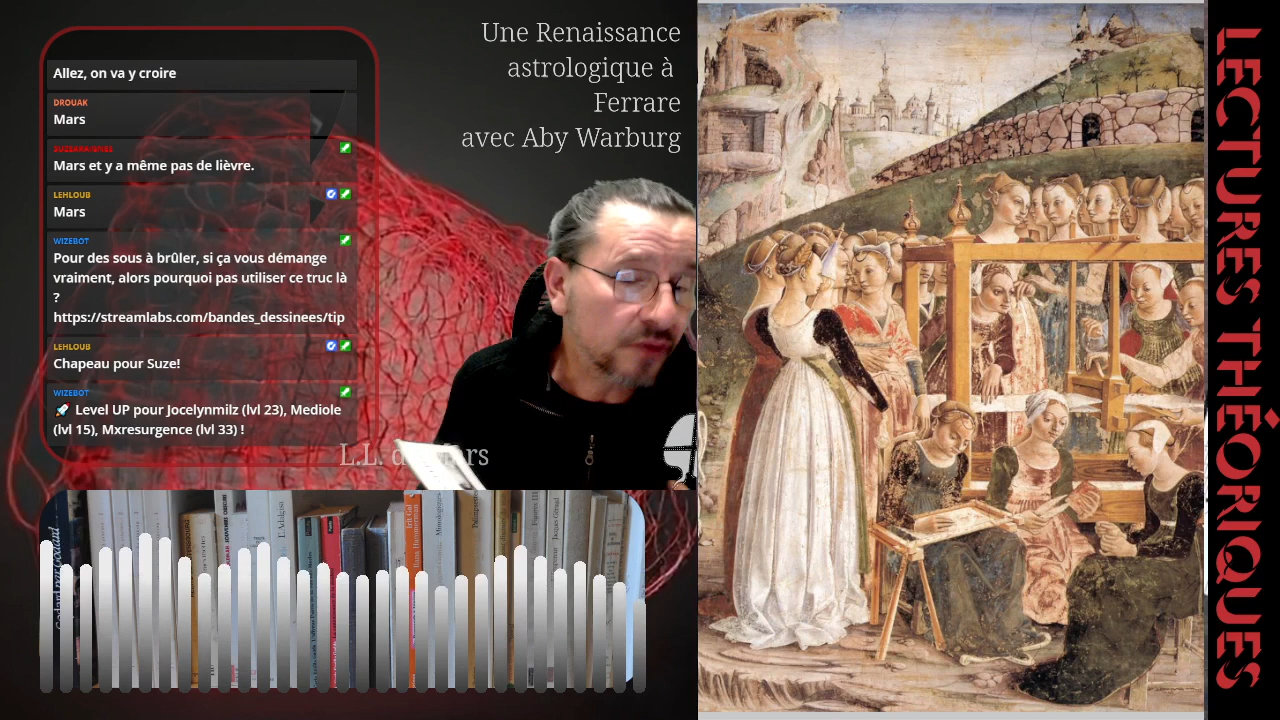 Une Renaissance
astrologique à
Ferrare
avec Aby Warburg
Allez, on va y croire
DROUAK
Mars
Mars et y a même pas de lièvre.
LEHLOUB
Mars
WIZEBOT
Pour des sous à brûler, si ça vous démange
vraiment, alors pourquoi pas utiliser ce truc là
?
https://streamlabs.com/bandes_dessinees/tip
LEHLOUB
Chapeau pour Suze!
WIZEBOT
Level UP pour Jocelynmilz (lvl 23), Mediole
(lvl 15), Mxresurgence (lvl 33) !
L.L. d
rs
LECTURES THÉORIQUES